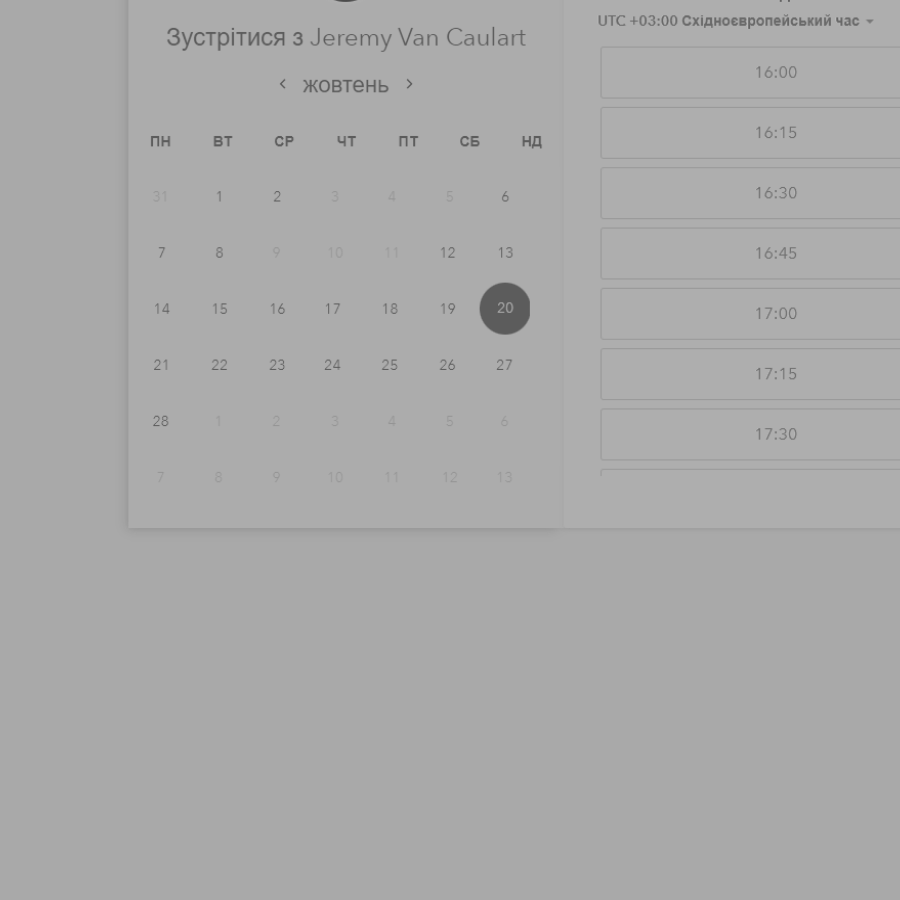 Зустрітися з Jeremy Van Caulart
жовтень
ПН ВТ СР ЧТ ПТ СБ НД
31 1 2 3 4 5 6
7 8 9 10 11 12 13
14 15 16 17 18 19 20
21 22 23 24 25 26 27
28 1 2 3 4 5 6
7 8 9 10 11 12 13
UTC +03:00 Східноєвропейський час
16:00
16:15
16:30
16:45
17:00
17:15
17:30